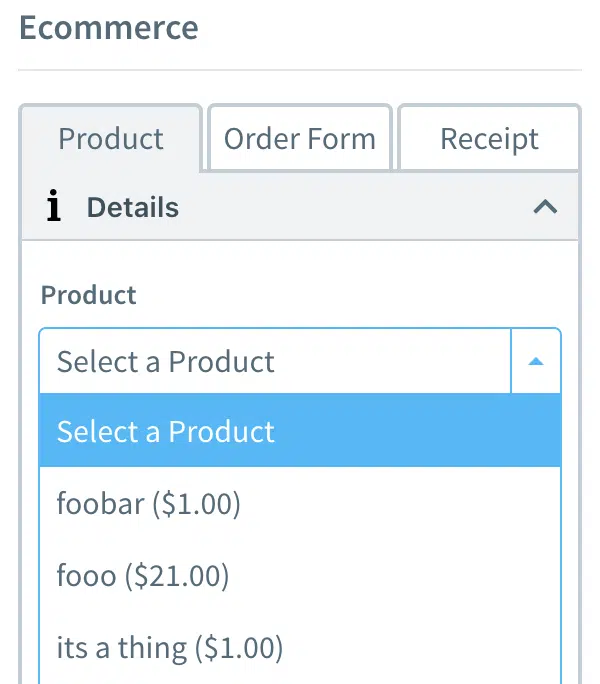 Ecommerce
Product Order Form Receipt
Details
Product
Select a Product
Select a Product
foobar ($1.00)
fooo ($21.00)
its a thing ($1.00)